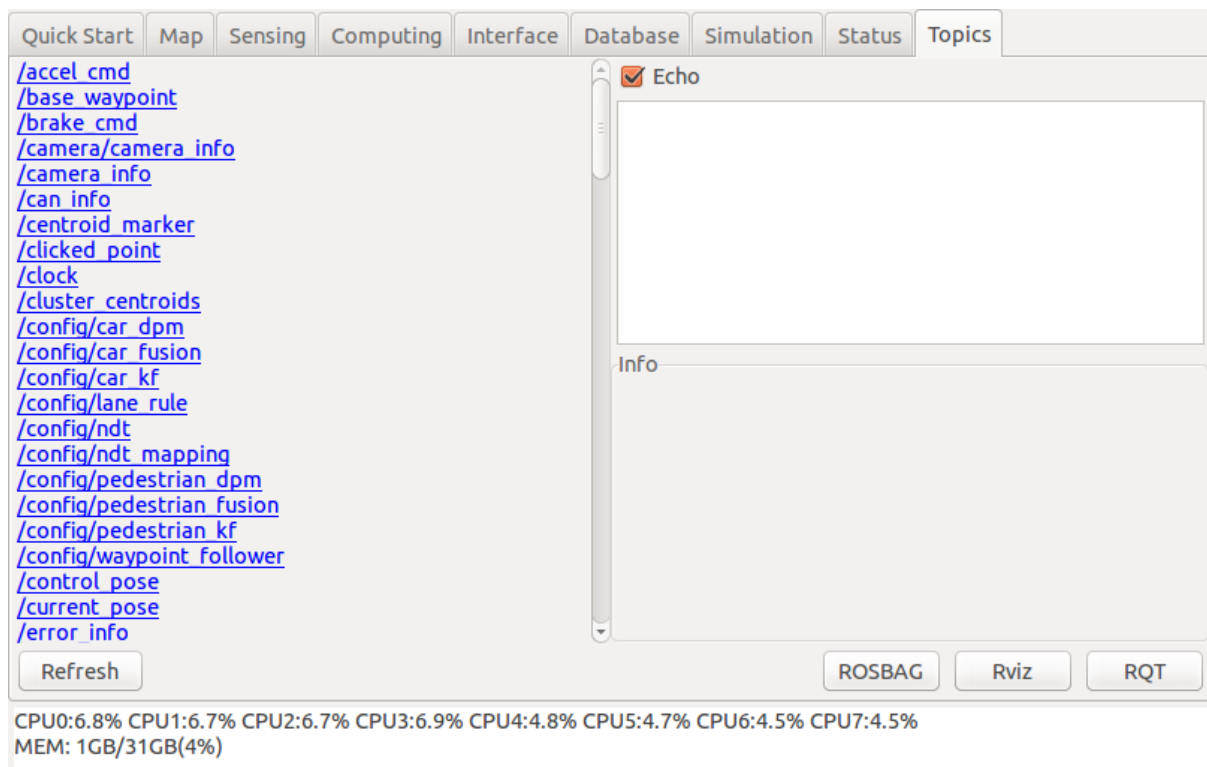 Quick Start Map Sensing Computing Interface Database Simulation Status Topics
/accel_cmd
/base_waypoint
/brake_cmd
/camera/camera_info
/camera_info
/can_info
/centroid_marker
/clicked_point
/clock
/cluster_centroids
/config/car_dpm
/config/car_fusion
/config/car_kf
/config/lane_rule
/config/ndt
/config/ndt_mapping
/config/pedestrian_dpm
/config/pedestrian_fusion
/config/pedestrian_kf
/config/waypoint_follower
/control_pose
/current_pose
/error_info
Echo
Info
Refresh ROSBAG Rviz RQT
CPU0:6.8% CPU1:6.7% CPU2:6.7% CPU3:6.9% CPU4:4.8% CPU5:4.7% CPU6:4.5% CPU7:4.5%
MEM: 1GB/31GB(4%)